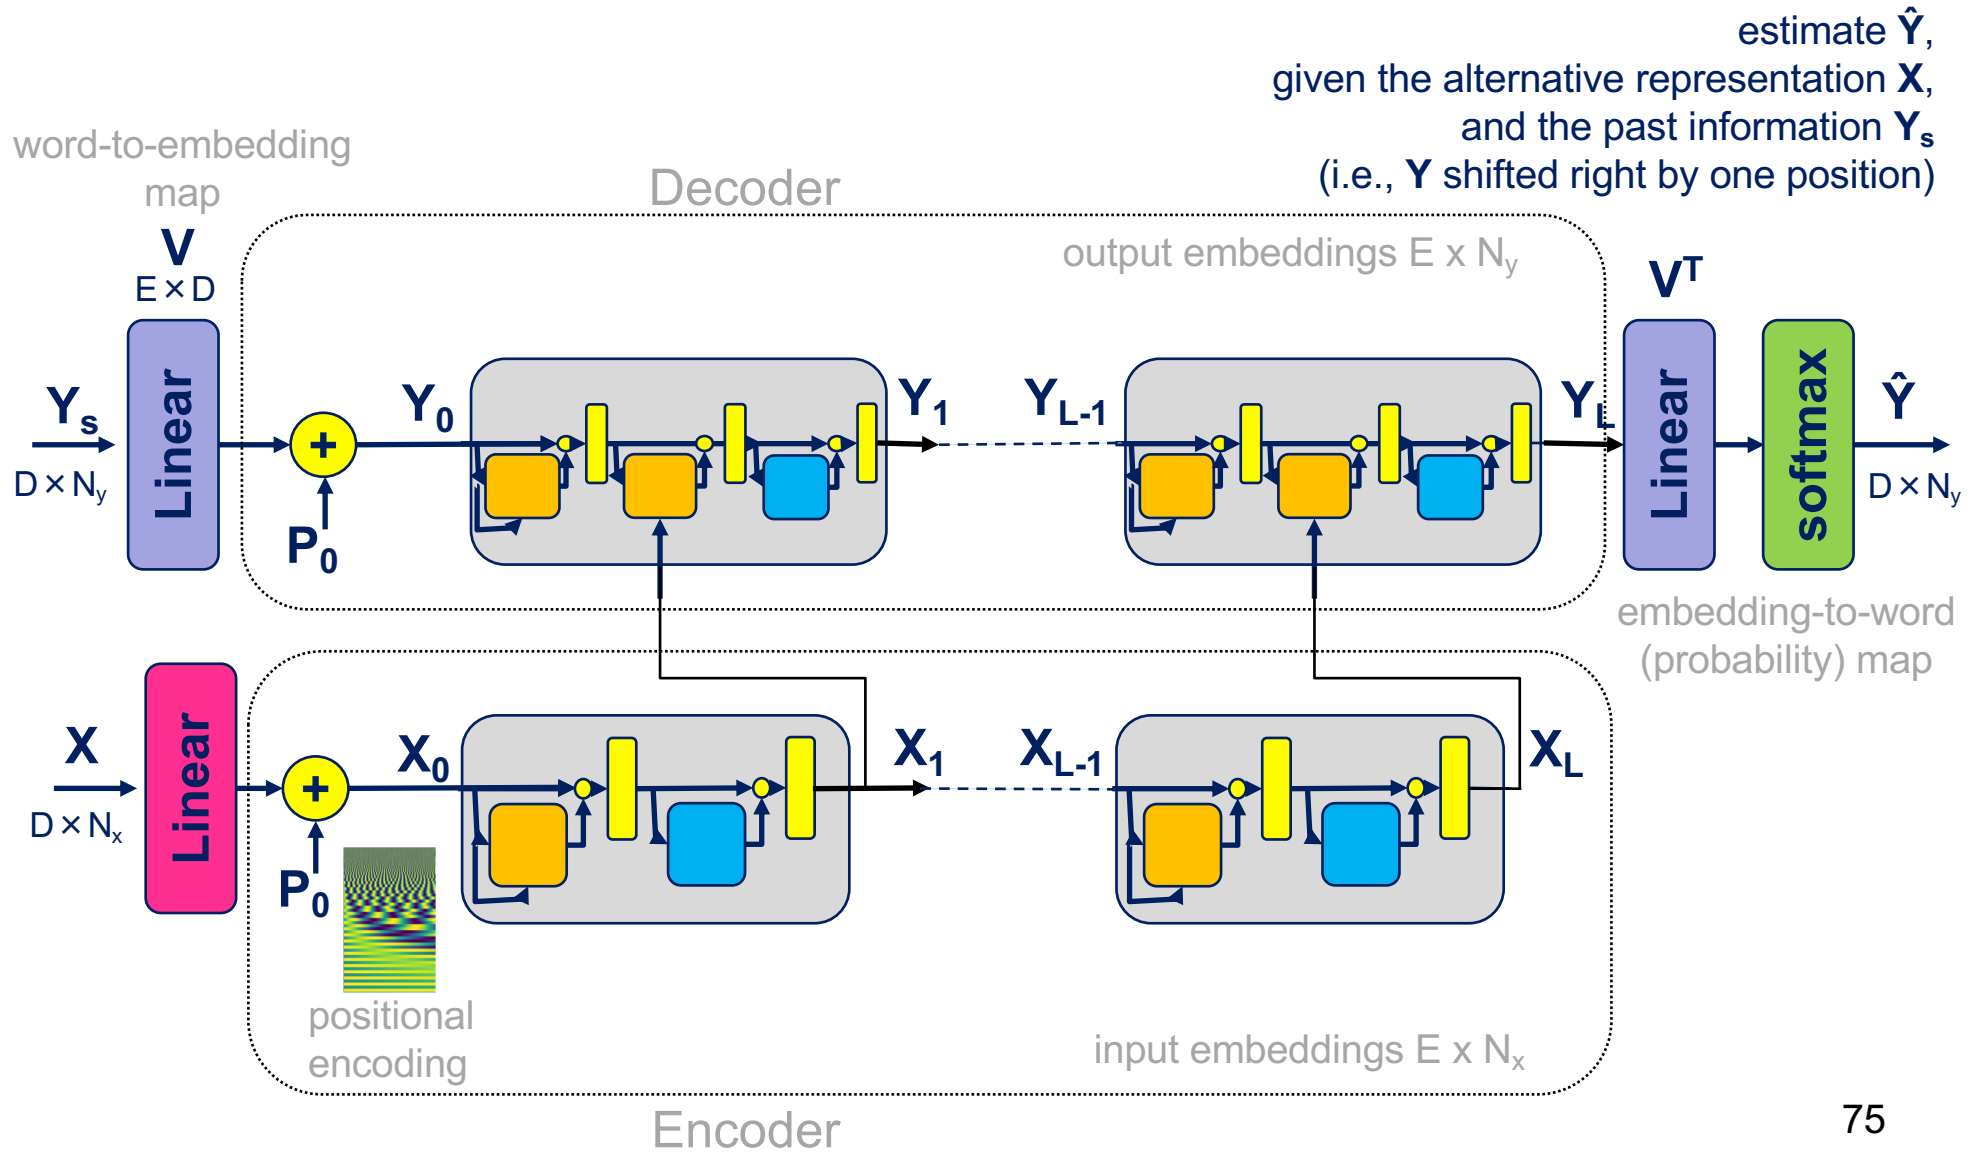 estimate Ŷ,
given the alternative representation X,
and the past information Yₛ
(i.e., Y shifted right by one position)
word-to-embedding
map
Decoder
V
E × D
output embeddings E x Nᵧ
Vᵀ
Linear
Yₛ
D × Nᵧ
+
P₀
Y₀
Y₁
Y_L-1
Y_L
Linear
softmax
Ŷ
D × Nᵧ
embedding-to-word
(probability) map
X
D × Nₓ
Linear
+
P₀
X₀
X₁
X_L-1
X_L
positional
encoding
input embeddings E x Nₓ
Encoder
75